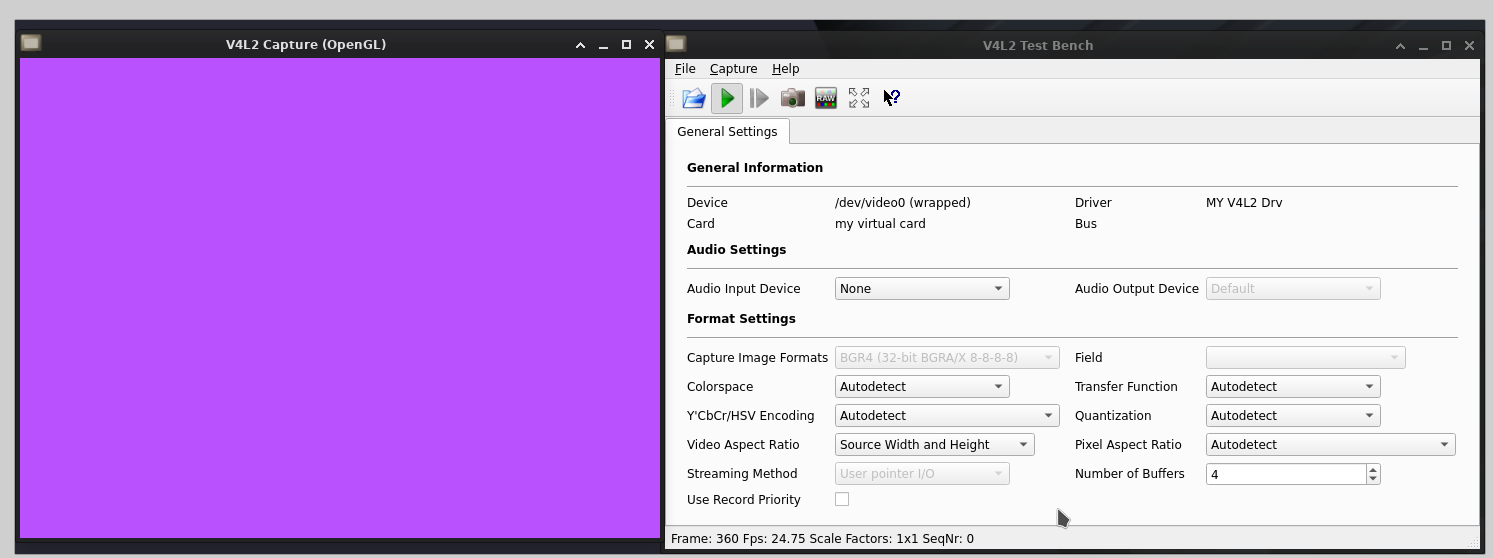 V4L2 Capture (OpenGL)
V4L2 Test Bench
File Capture Help
RAW
General Settings
General Information
Device /dev/video0 (wrapped) Driver MY V4L2 Drv
Card my virtual card Bus
Audio Settings
Audio Input Device None Audio Output Device Default
Format Settings
Capture Image Formats BGR4 (32-bit BGRA/X 8-8-8-8) Field
Colorspace Autodetect Transfer Function Autodetect
Y'CbCr/HSV Encoding Autodetect Quantization Autodetect
Video Aspect Ratio Source Width and Height Pixel Aspect Ratio Autodetect
Streaming Method User pointer I/O Number of Buffers 4
Use Record Priority
Frame: 360 Fps: 24.75 Scale Factors: 1x1 SeqNr: 0